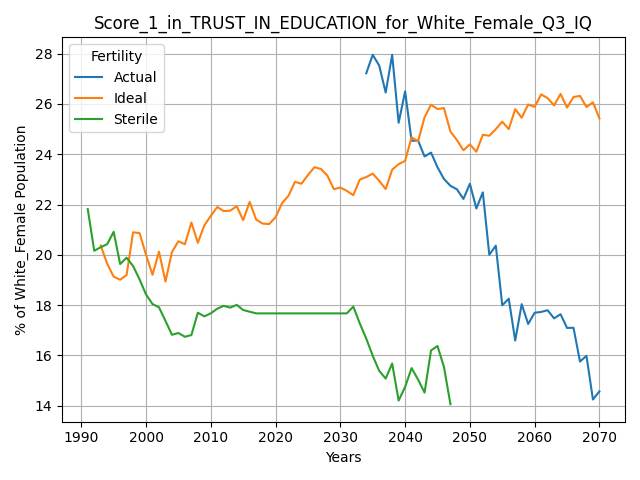 Score_1_in_TRUST_IN_EDUCATION_for_White_Female_Q3_IQ
Fertility
Actual
Ideal
Sterile
% of White_Female Population
28
26
24
22
20
18
16
14
1990
2000
2010
2020
2030
2040
2050
2060
2070
Years